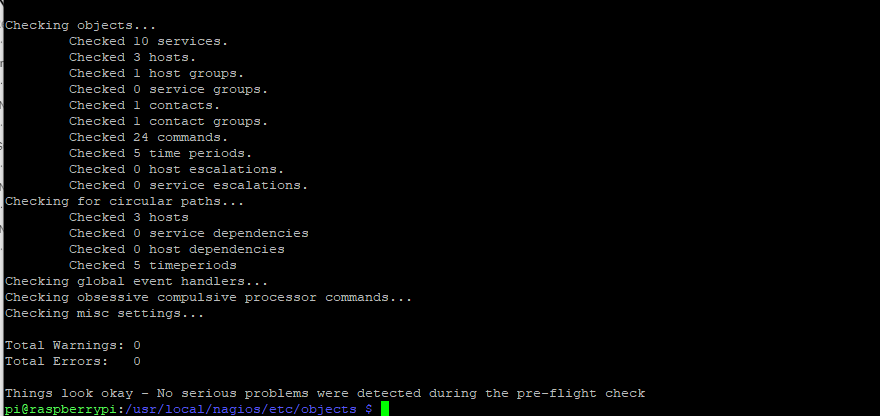 Checking objects...
Checked 10 services.
Checked 3 hosts.
Checked 1 host groups.
Checked 0 service groups.
Checked 1 contacts.
Checked 1 contact groups.
Checked 24 commands.
Checked 5 time periods.
Checked 0 host escalations.
Checked 0 service escalations.
Checking for circular paths...
Checked 3 hosts
Checked 0 service dependencies
Checked 0 host dependencies
Checked 5 timeperiods
Checking global event handlers...
Checking obsessive compulsive processor commands...
Checking misc settings...
Total Warnings: 0
Total Errors:   0
Things look okay - No serious problems were detected during the pre-flight check
pi@raspberrypi:/usr/local/nagios/etc/objects $